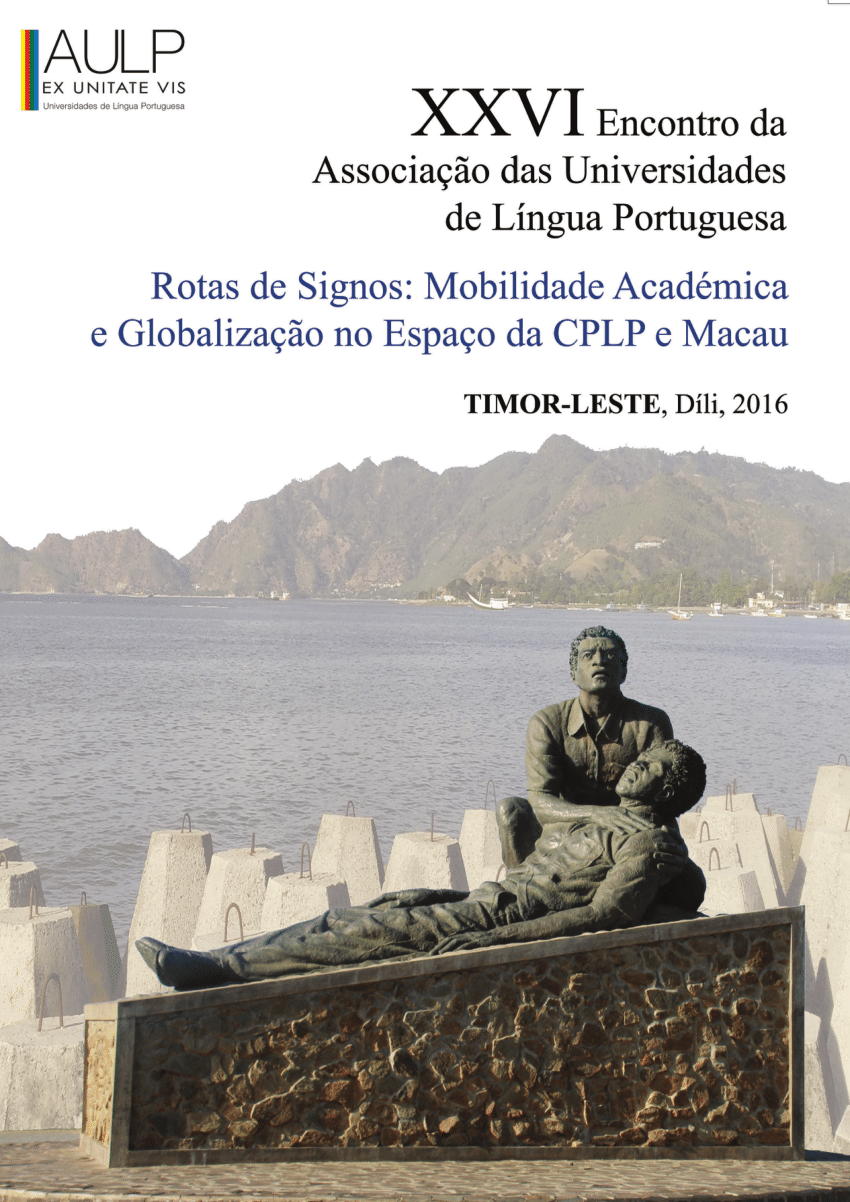 AULP
EX UNITATE VIS
Universidades de Língua Portuguesa
XXVI Encontro da
Associação das Universidades
de Língua Portuguesa
Rotas de Signos: Mobilidade Académica
e Globalização no Espaço da CPLP e Macau
TIMOR-LESTE, Díli, 2016